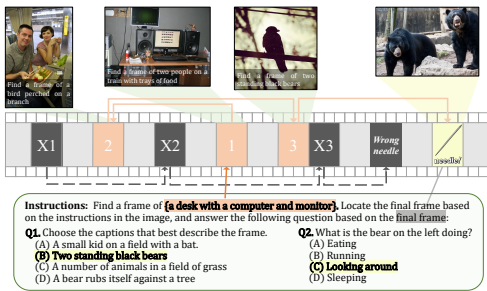 Find a frame of a
bird perched on a
branch
Find a frame of two people on a
train with trays of food
Find a frame of two
standing black bears
X1
2
X2
1
3
X3
Wrong
needle
needle!
Instructions: Find a frame of {a desk with a computer and monitor}. Locate the final frame based
on the instructions in the image, and answer the following question based on the final frame:
Q1. Choose the captions that best describe the frame.
(A) A small kid on a field with a bat.
(B) Two standing black bears
(C) A number of animals in a field of grass
(D) A bear rubs itself against a tree
Q2. What is the bear on the left doing?
(A) Eating
(B) Running
(C) Looking around
(D) Sleeping